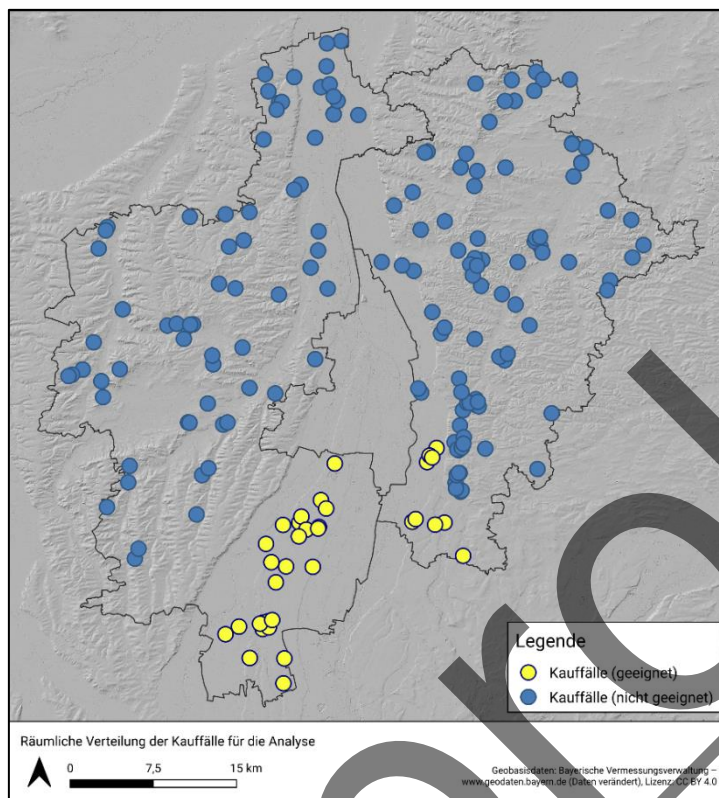 Legende
Kauffälle (geeignet)
Kauffälle (nicht geeignet)
Räumliche Verteilung der Kauffälle für die Analyse
0 7,5 15 km
Geobasisdaten: Bayerische Vermessungsverwaltung –
www.geodaten.bayern.de (Daten verändert), Lizenz: CC BY 4.0